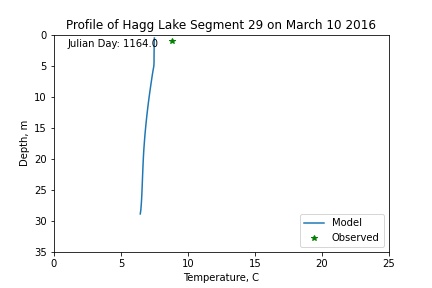 Profile of Hagg Lake Segment 29 on March 10 2016
Julian Day: 1164.0
0
5
10
15
20
25
30
35
Depth, m
0
5
10
15
20
25
Temperature, C
Model
Observed